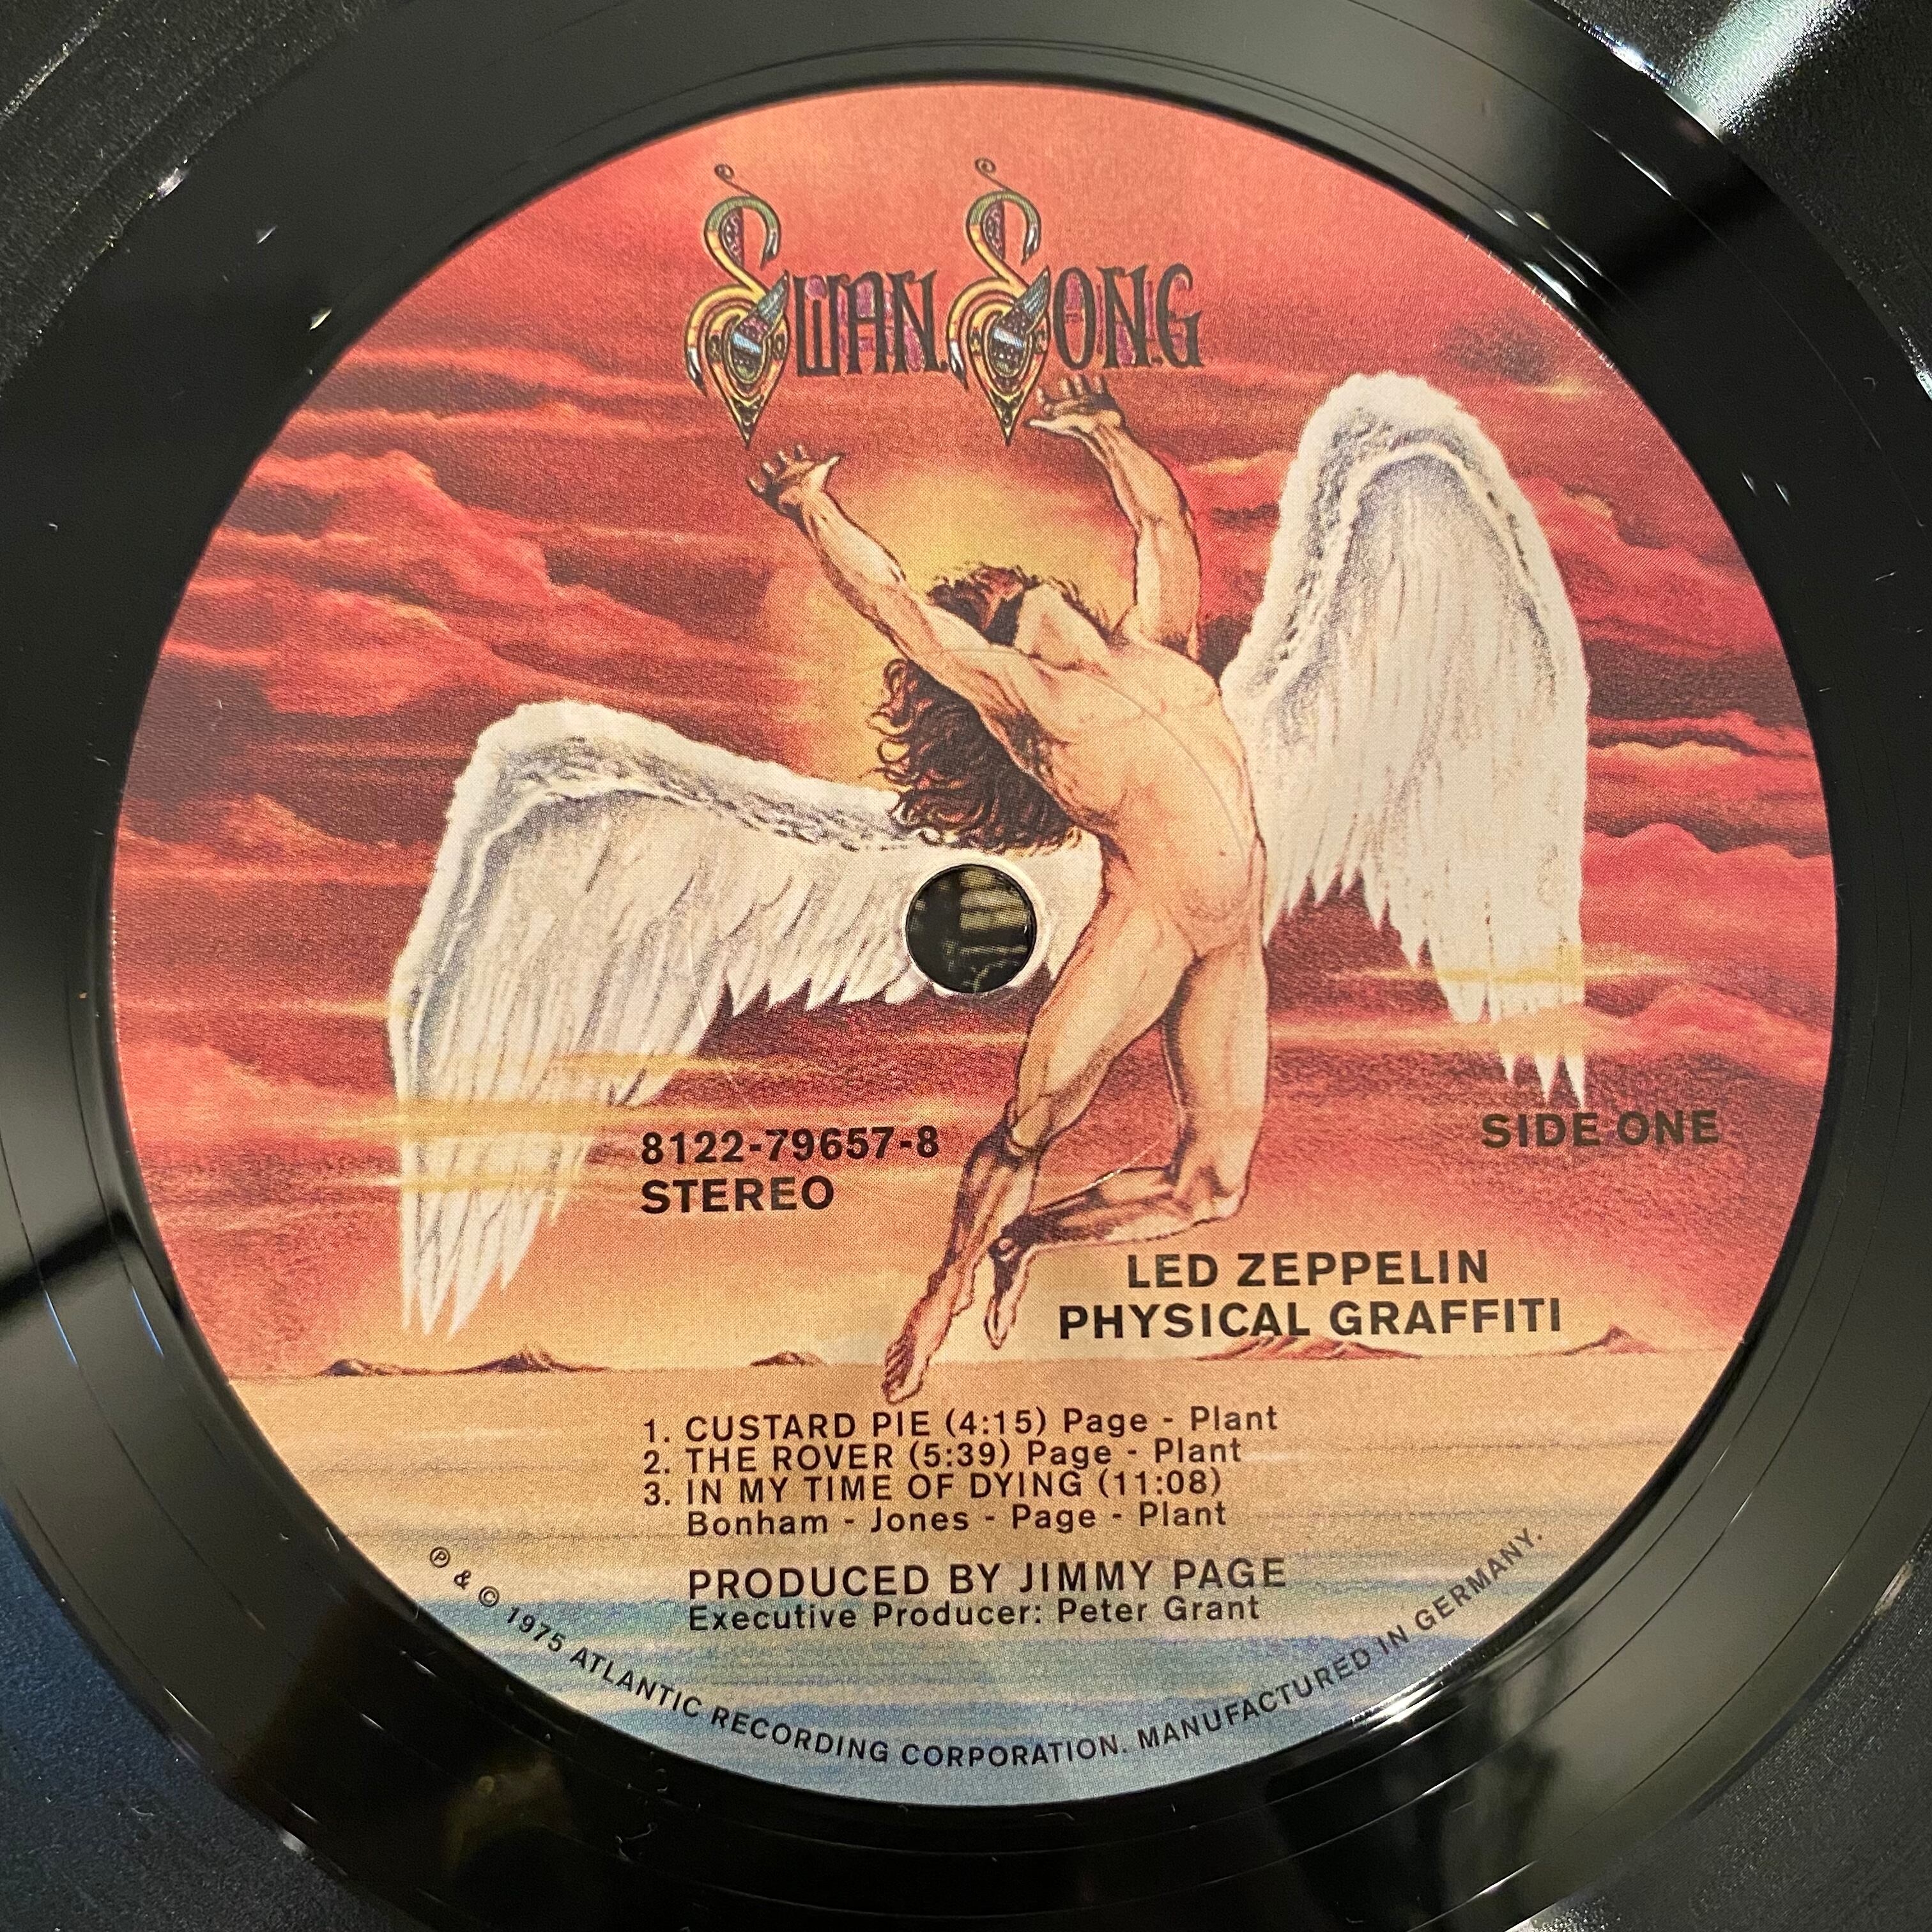 SWAN SONG
8122-79657-8
STEREO
SIDE ONE
LED ZEPPELIN
PHYSICAL GRAFFITI
1. CUSTARD PIE (4:15) Page - Plant
2. THE ROVER (5:39) Page - Plant
3. IN MY TIME OF DYING (11:08)
Bonham - Jones - Page - Plant
PRODUCED BY JIMMY PAGE
Executive Producer: Peter Grant
℗ & © 1975 ATLANTIC RECORDING CORPORATION. MANUFACTURED IN GERMANY.